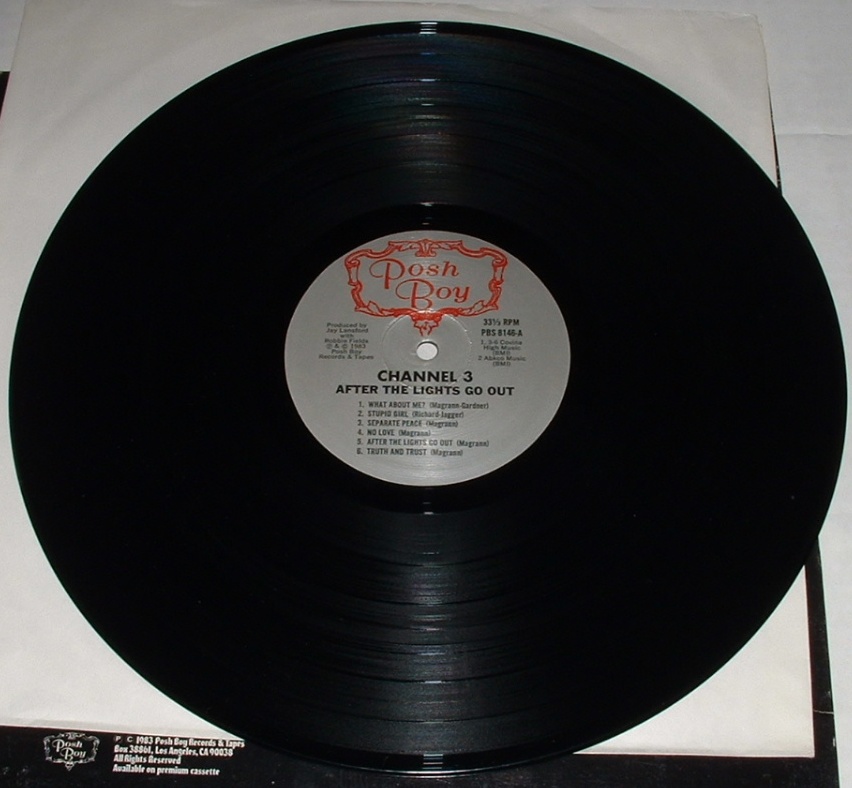 Posh
Boy
Produced by
Jay Lansford
with
Robbie Fields
℗ & © 1983
Posh Boy
Records & Tapes
33⅓ RPM
PBS 8146-A
1, 3-6 Covina
High Music
(BMI)
2 Abkco Music
(BMI)
CHANNEL 3
AFTER THE LIGHTS GO OUT
1. WHAT ABOUT ME? (Magrann-Gardner)
2. STUPID GIRL (Richard-Jagger)
3. SEPARATE PEACE (Magrann)
4. NO LOVE (Magrann)
5. AFTER THE LIGHTS GO OUT (Magrann)
6. TRUTH AND TRUST (Magrann)
Posh
Boy
P C 1983 Posh Boy Records & Tapes
Box 38861, Los Angeles, CA 90038
All Rights Reserved
Available on premium cassette